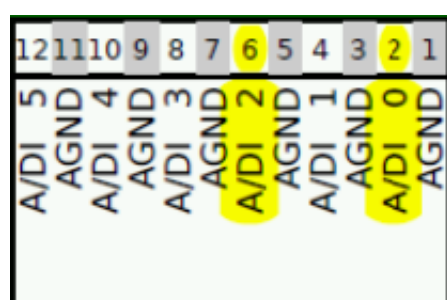 12 11 10 9 8 7 6 5 4 3 2 1
A/DI 5
AGND
A/DI 4
AGND
A/DI 3
AGND
A/DI 2
AGND
A/DI 1
AGND
A/DI 0
AGND